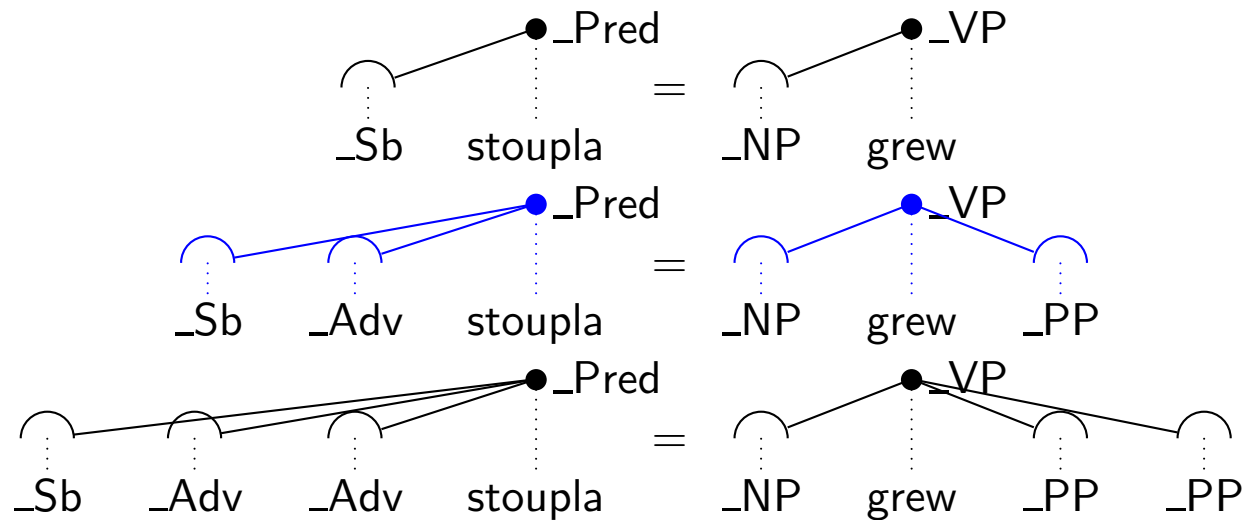 _Pred = _VP
_Sb stoupla _NP grew
_Pred = _VP
_Sb _Adv stoupla _NP grew _PP
_Pred = _VP
_Sb _Adv _Adv stoupla _NP grew _PP _PP